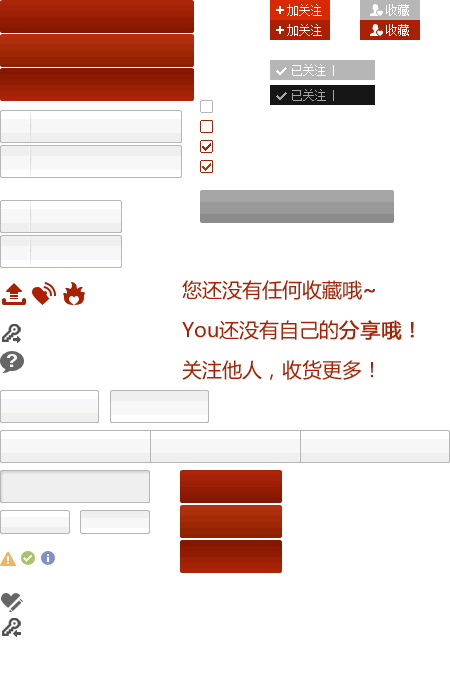 +加关注 收藏
+加关注 收藏
已关注 |
已关注 |
您还没有任何收藏哦~
You还没有自己的分享哦！
关注他人，收货更多！